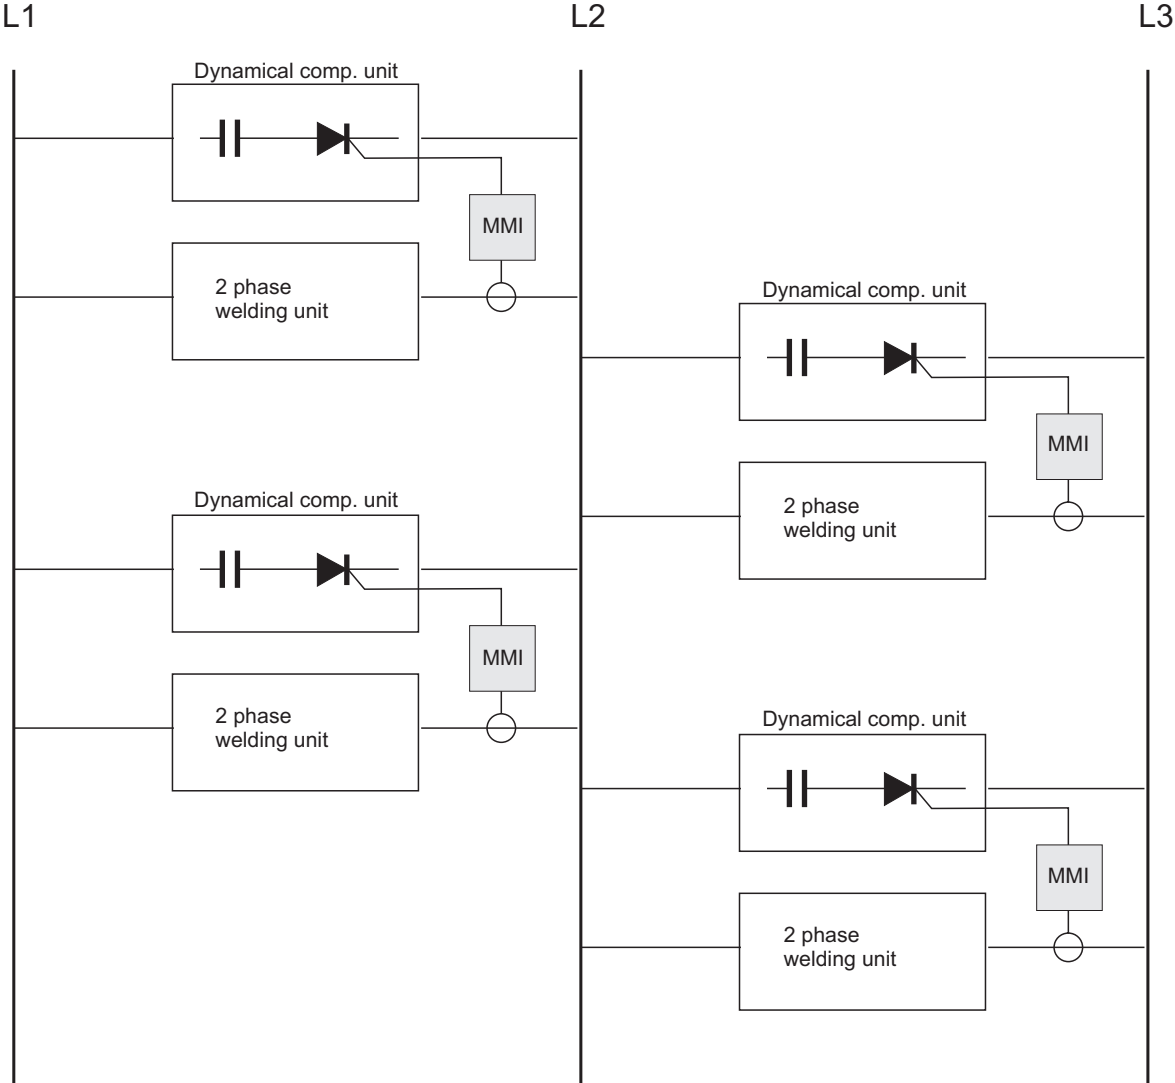 L1
L2
L3
Dynamical comp. unit
MMI
2 phase
welding unit
Dynamical comp. unit
MMI
2 phase
welding unit
Dynamical comp. unit
MMI
2 phase
welding unit
Dynamical comp. unit
MMI
2 phase
welding unit